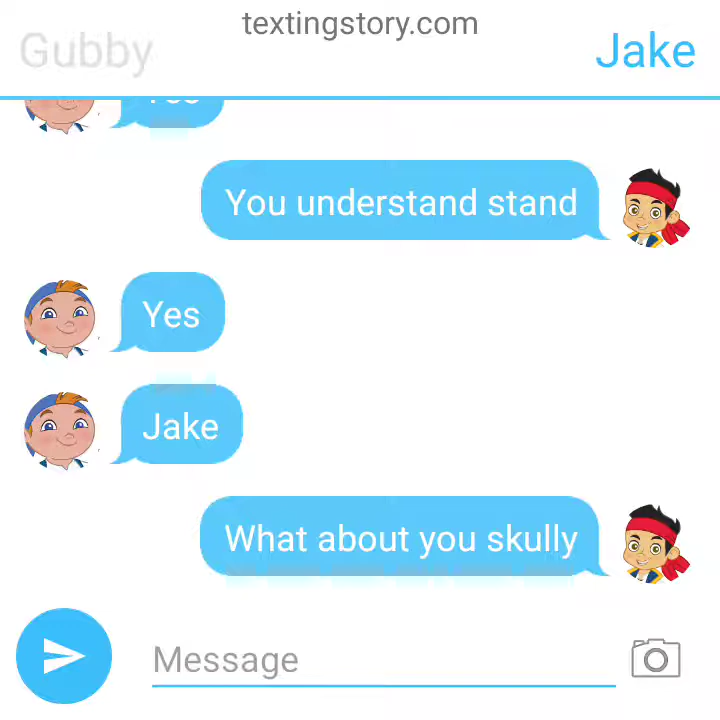 textingstory.com
Gubby
Jake
You understand stand
Yes
Jake
What about you skully
Message